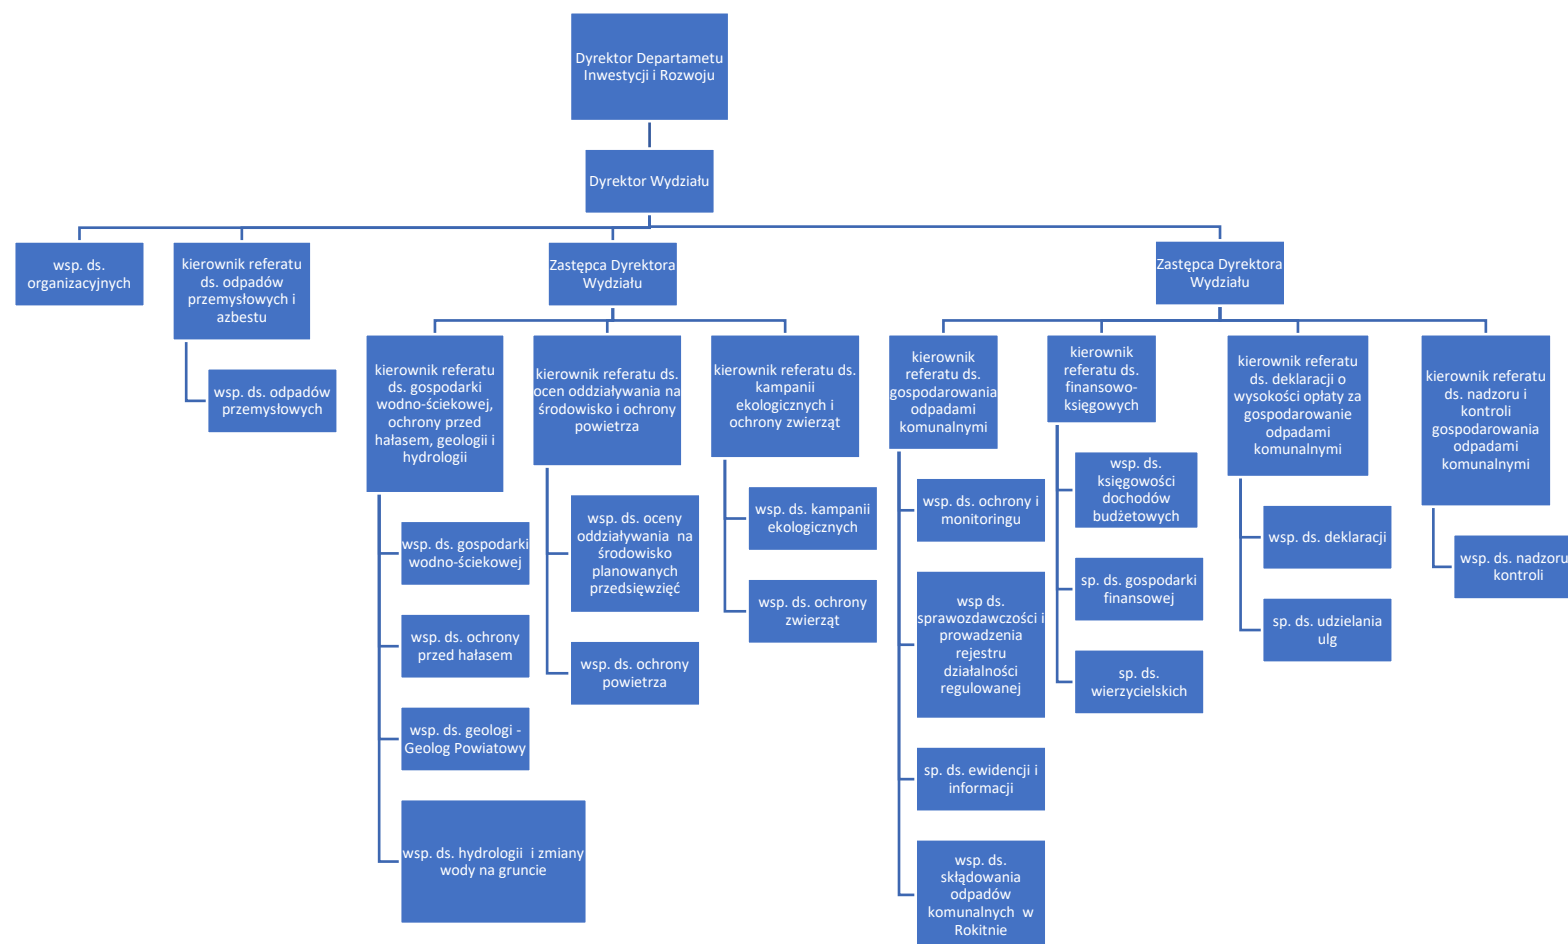 Dyrektor Departametu
Inwestycji i Rozwoju
Dyrektor Wydziału
wsp. ds.
organizacyjnych
kierownik referatu
ds. odpadów
przemysłowych i
azbestu
wsp. ds. odpadów
przemysłowych
Zastępca Dyrektora
Wydziału
kierownik referatu
ds. gospodarki
wodno-ściekowej,
ochrony przed
hałasem, geologii i
hydrologii
wsp. ds. gospodarki
wodno-ściekowej
wsp. ds. ochrony
przed hałasem
wsp. ds. geologi -
Geolog Powiatowy
wsp. ds. hydrologii  i zmiany
wody na gruncie
kierownik referatu ds.
ocen oddziaływania na
środowisko i ochrony
powietrza
wsp. ds. oceny
oddziaływania  na
środowisko
planowanych
przedsięwzięć
wsp. ds. ochrony
powietrza
kierownik referatu ds.
kampanii
ekologicznych i
ochrony zwierząt
wsp. ds. kampanii
ekologicznych
wsp. ds. ochrony
zwierząt
Zastępca Dyrektora
Wydziału
kierownik
referatu ds.
gospodarowania
odpadami
komunalnymi
wsp. ds. ochrony i
monitoringu
wsp ds.
sprawozdawczości i
prowadzenia
rejestru
działalności
regulowanej
sp. ds. ewidencji i
informacji
wsp. ds.
skłądowania
odpadów
komunalnych  w
Rokitnie
kierownik
referatu ds.
finansowo-
księgowych
wsp. ds.
księgowości
dochodów
budżetowych
sp. ds. gospodarki
finansowej
sp. ds.
wierzycielskich
kierownik referatu
ds. deklaracji o
wysokości opłaty za
gospodarowanie
odpadami
komunalnymi
wsp. ds. deklaracji
sp. ds. udzielania
ulg
kierownik referatu
ds. nadzoru i
kontroli
gospodarowania
odpadami
komunalnymi
wsp. ds. nadzoru
kontroli